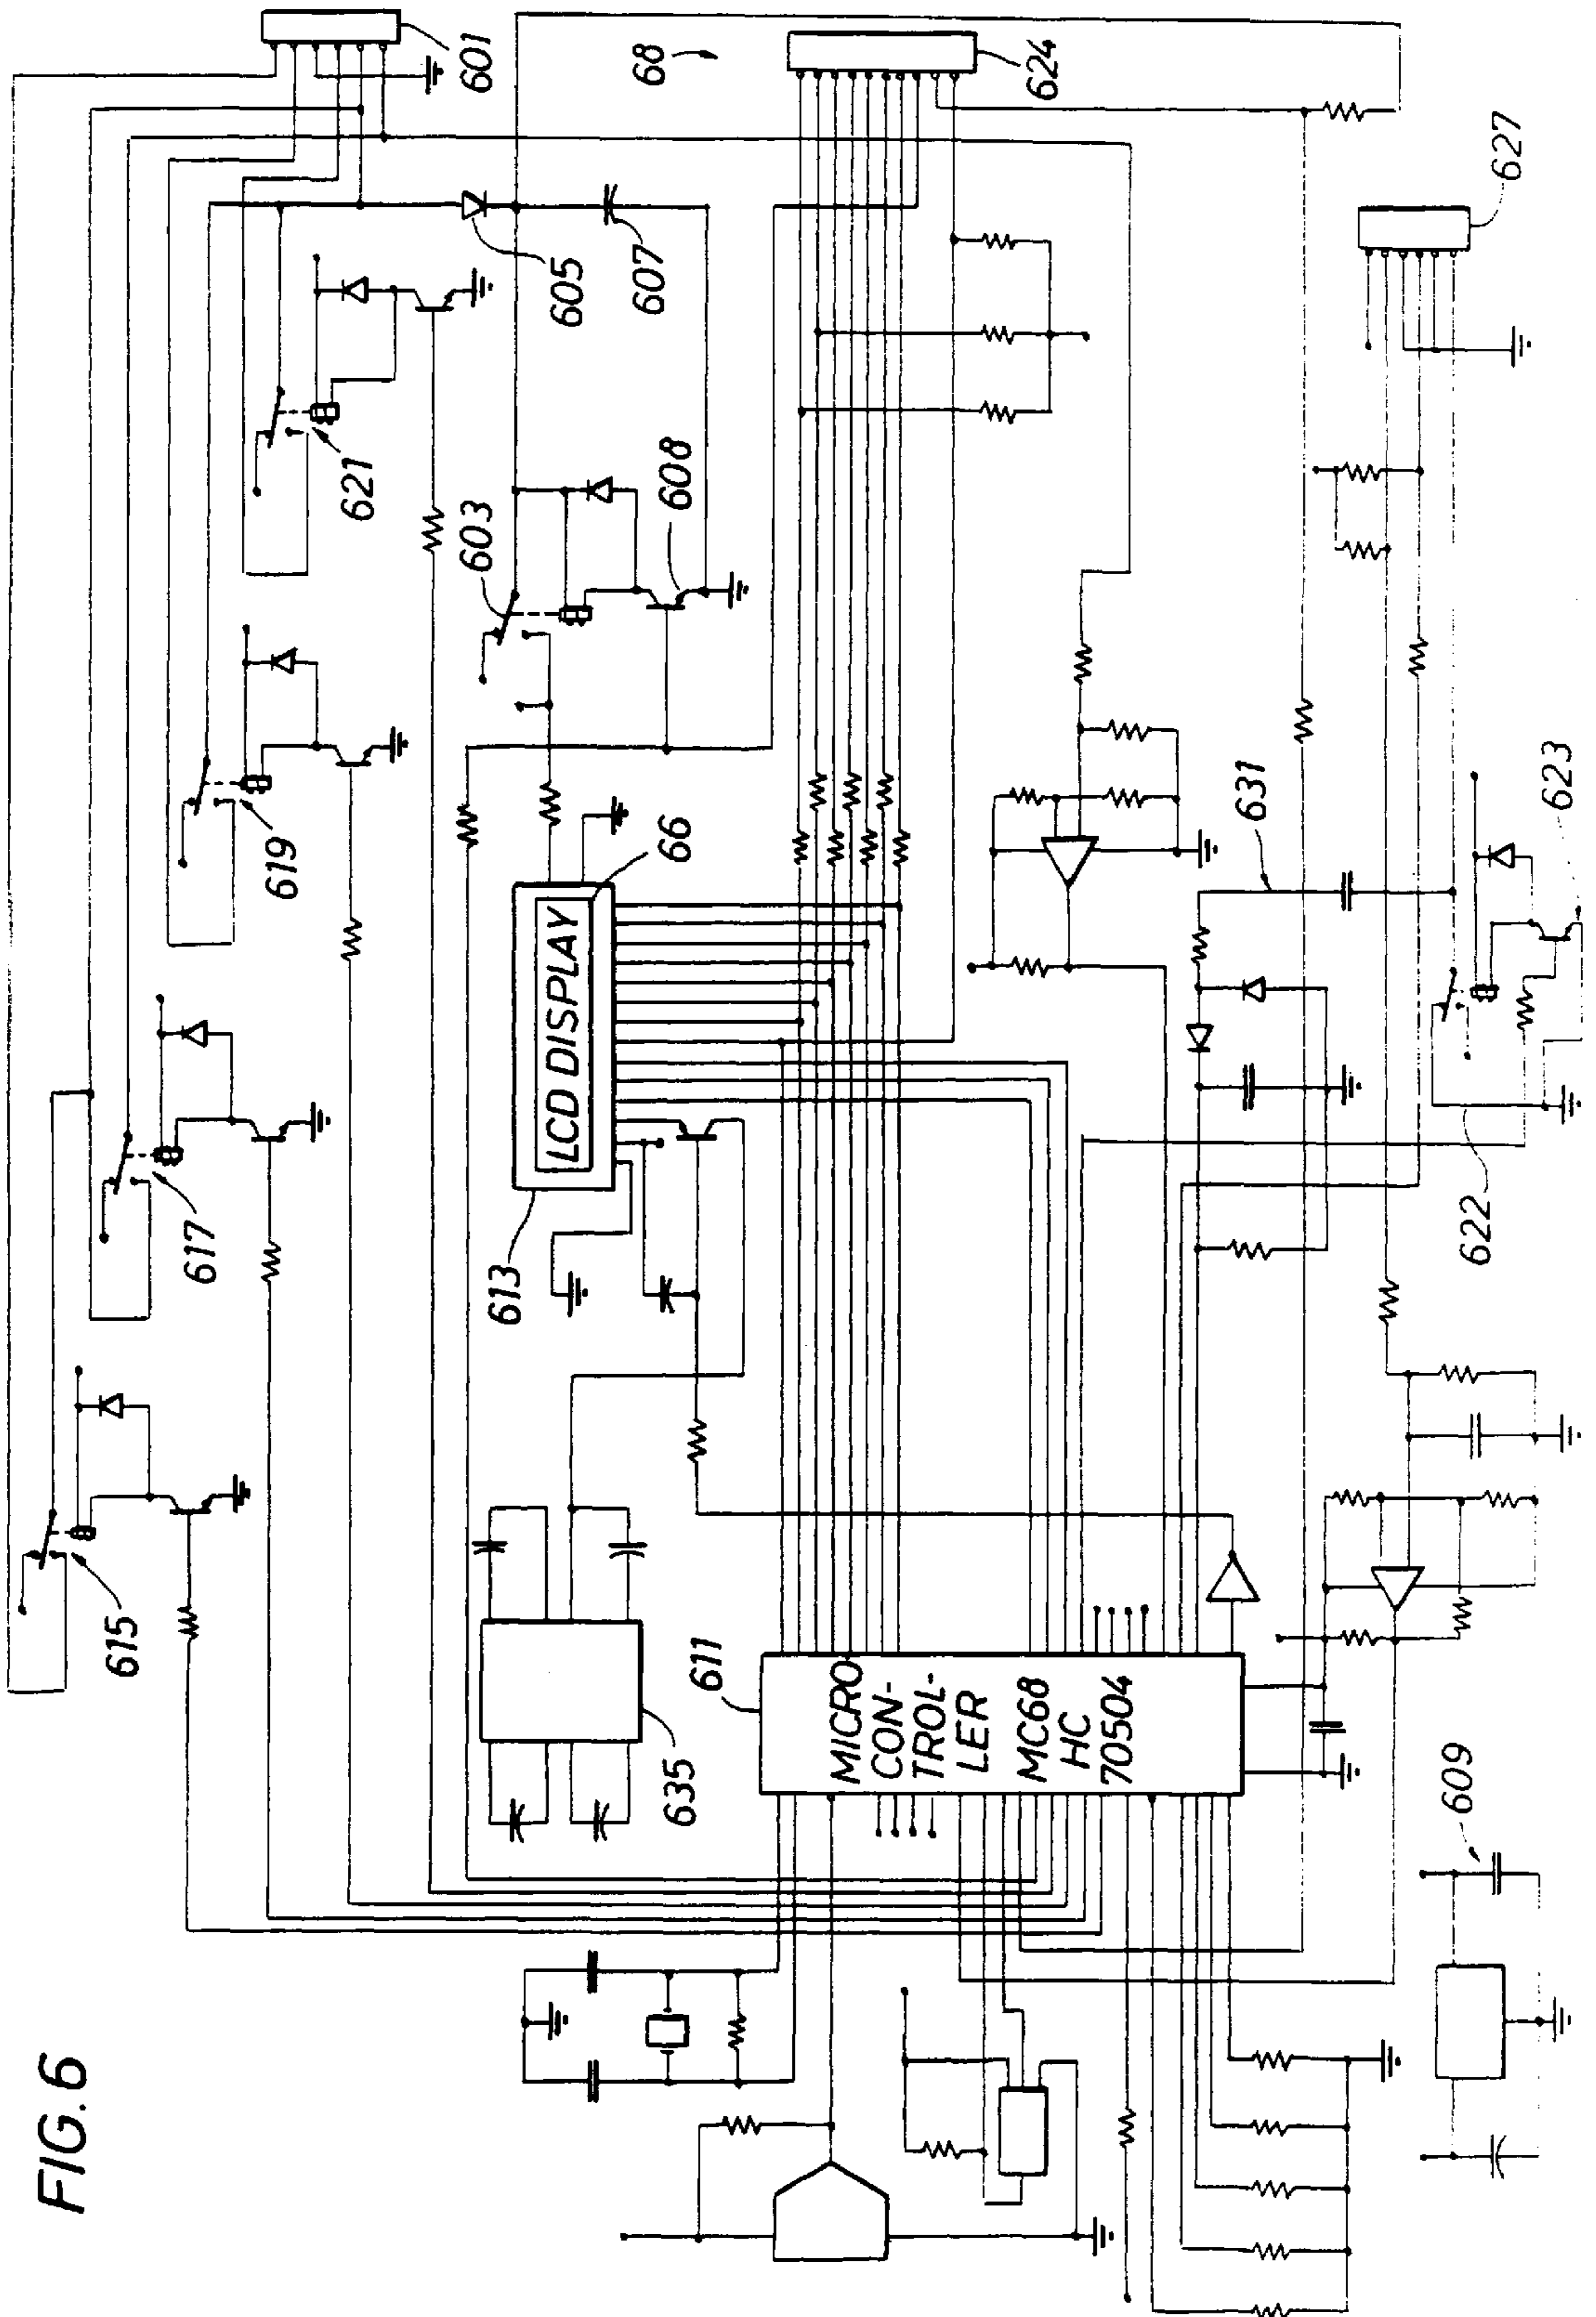 FIG. 6
601
68
624
627
605
607
621
603
608
619
66
631
623
LCD DISPLAY
617
613
622
615
611
635
MICRO
CON-
TROL-
LER
MC68
HC
70504
609